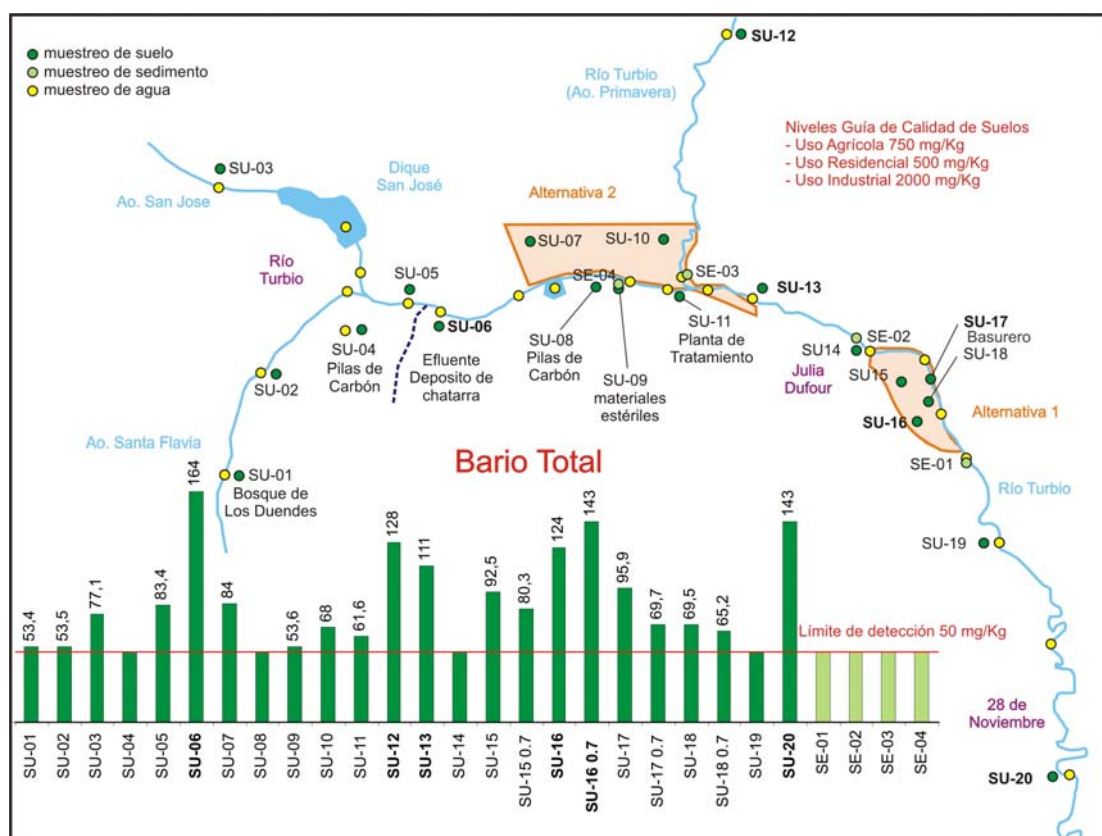 muestreo de suelo
muestreo de sedimento
muestreo de agua
SU-12
Río Turbio
(Ao. Primavera)
Niveles Guía de Calidad de Suelos
- Uso Agrícola 750 mg/Kg
- Uso Residencial 500 mg/Kg
- Uso Industrial 2000 mg/Kg
SU-03
Ao. San Jose
Dique
San José
Alternativa 2
SU-07
SU-10
Río
Turbio
SU-05
SE-04
SE-03
SU-13
SU-06
SU-04
Pilas de
Carbón
Efluente
Deposito de
chatarra
SU-08
Pilas de
Carbón
SU-09
materiales
estériles
SU-11
Planta de
Tratamiento
SE-02
SU14
SU-17
Basurero
SU-18
SU15
Julia
Dufour
SU-16
Alternativa 1
SU-02
Ao. Santa Flavia
SU-01
Bosque de
Los Duendes
SE-01
Río Turbio
SU-19
28 de
Noviembre
SU-20
Bario Total
Límite de detección 50 mg/Kg
53,4
53,5
77,1
83,4
164
84
53,6
68
61,6
128
111
92,5
80,3
124
143
95,9
69,7
69,5
65,2
143
SU-01
SU-02
SU-03
SU-04
SU-05
SU-06
SU-07
SU-08
SU-09
SU-10
SU-11
SU-12
SU-13
SU-14
SU-15
SU-15 0.7
SU-16
SU-16 0.7
SU-17
SU-17 0.7
SU-18
SU-18 0.7
SU-19
SU-20
SE-01
SE-02
SE-03
SE-04